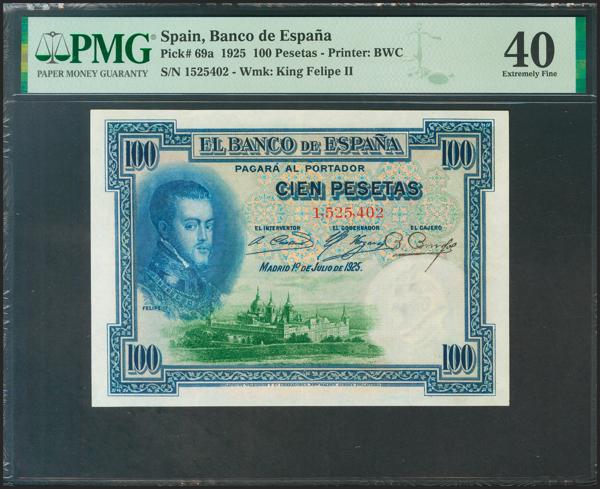 PMG
PAPER MONEY GUARANTY
Spain, Banco de España
Pick# 69a 1925 100 Pesetas - Printer: BWC
S/N 1525402 - Wmk: King Felipe II
40
Extremely Fine
EL BANCO DE ESPAÑA
100
100
PAGARÁ AL PORTADOR
CIEN PESETAS
1,525,402
EL INTERVENTOR
EL GOBERNADOR
EL CAJERO
MADRID 1º DE JULIO DE 1925.
FELIPE II
100
100